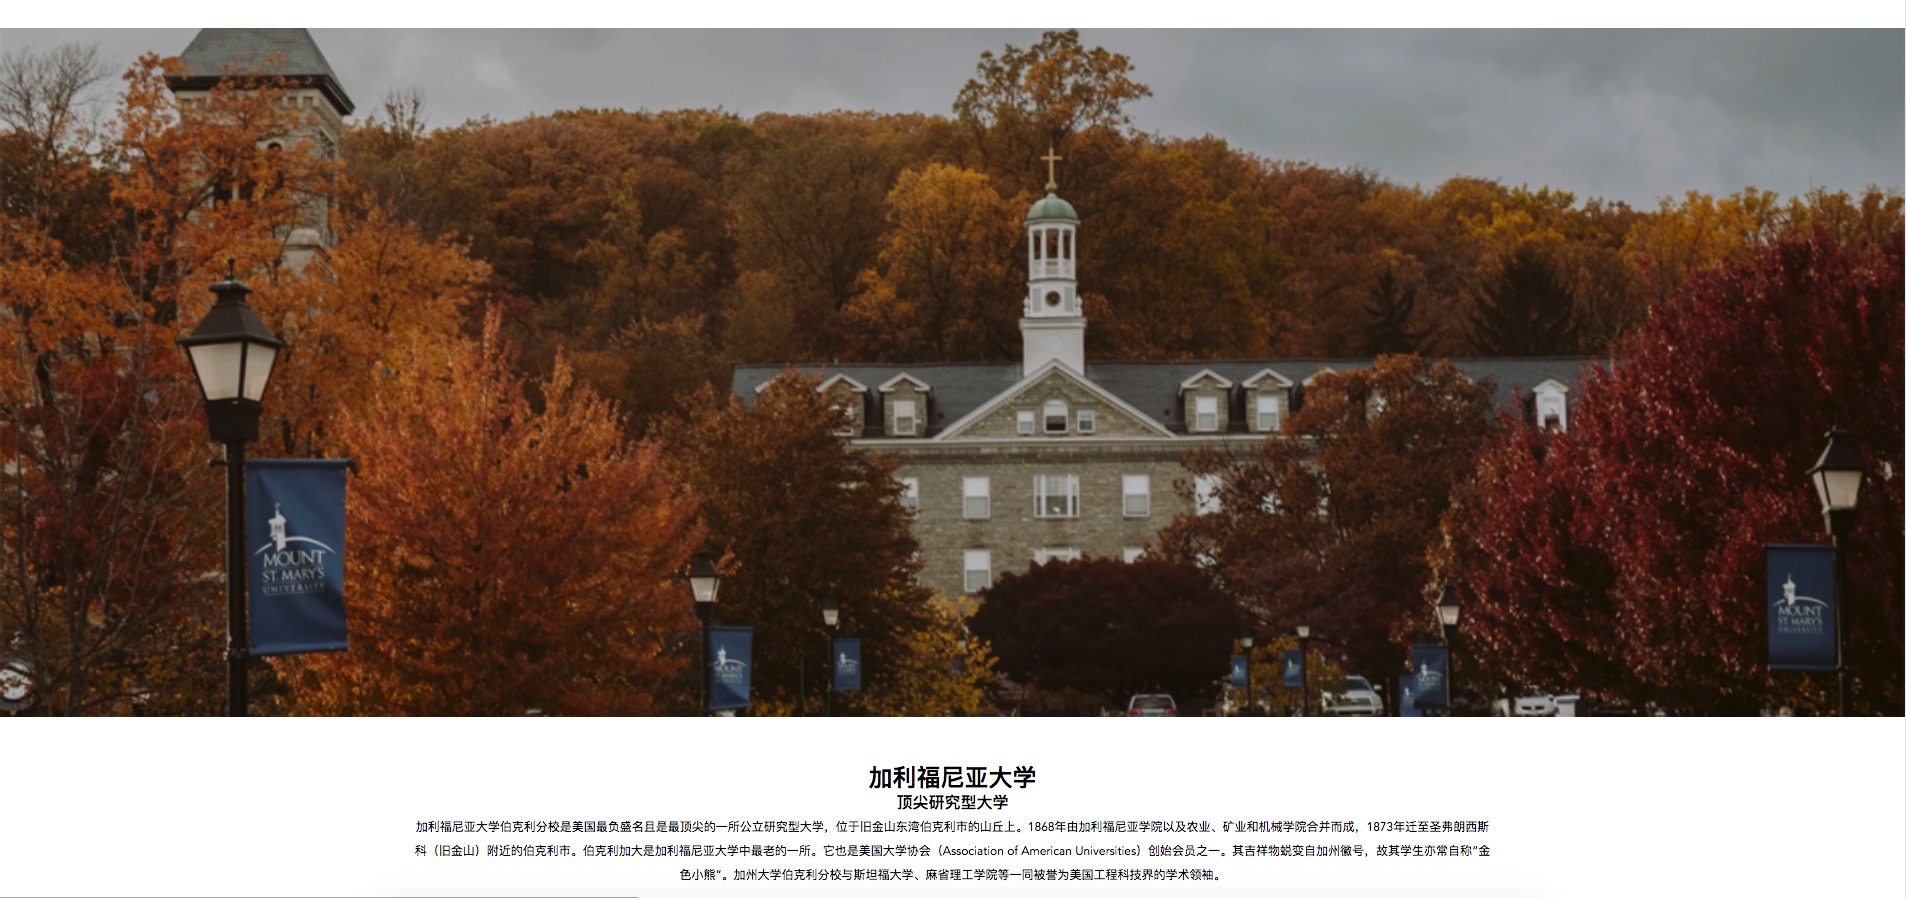 MOUNT
ST. MARY'S
UNIVERSITY
MOUNT
ST. MARY'S
UNIVERSITY
MOUNT
加利福尼亚大学
顶尖研究型大学
加利福尼亚大学伯克利分校是美国最负盛名且是最顶尖的一所公立研究型大学，位于旧金山东湾伯克利市的山丘上。1868年由加利福尼亚学院以及农业、矿业和机械学院合并而成，1873年迁至圣弗朗西斯
科（旧金山）附近的伯克利市。伯克利加大是加利福尼亚大学中最老的一所。它也是美国大学协会（Association of American Universities）创始会员之一。其吉祥物蜕变自加州徽号，故其学生亦常自称“金
色小熊”。加州大学伯克利分校与斯坦福大学、麻省理工学院等一同被誉为美国工程科技界的学术领袖。